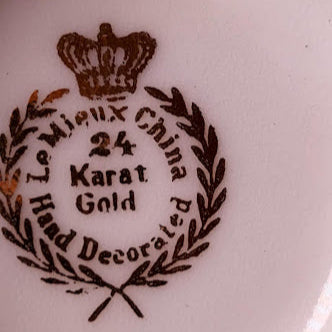 Le Mieux China
24
Karat
Gold
Hand Decorated